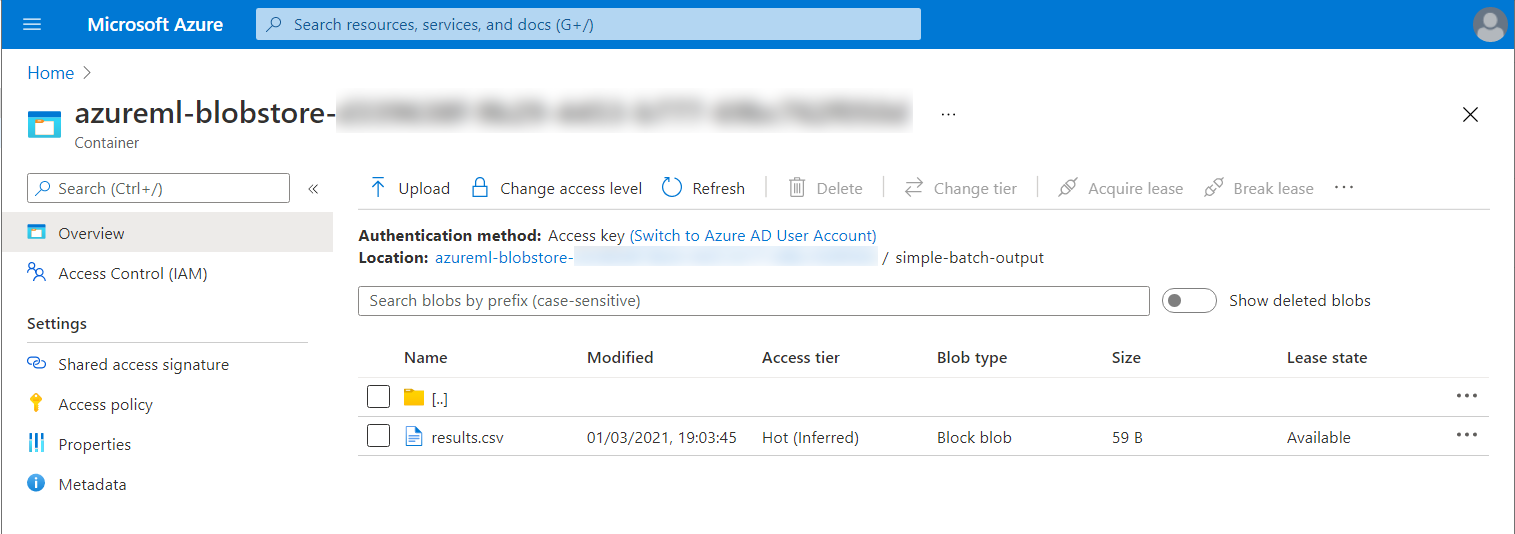 Microsoft Azure
Search resources, services, and docs (G+/)
Home
azureml-blobstore-
...
Container
Search (Ctrl+/)
«
Upload
Change access level
Refresh
Delete
Change tier
Acquire lease
Break lease
...
Overview
Access Control (IAM)
Settings
Shared access signature
Access policy
Properties
Metadata
Authentication method: Access key (Switch to Azure AD User Account)
Location: azureml-blobstore- / simple-batch-output
Search blobs by prefix (case-sensitive)
Show deleted blobs
Name Modified Access tier Blob type Size Lease state
[..]
results.csv 01/03/2021, 19:03:45 Hot (Inferred) Block blob 59 B Available